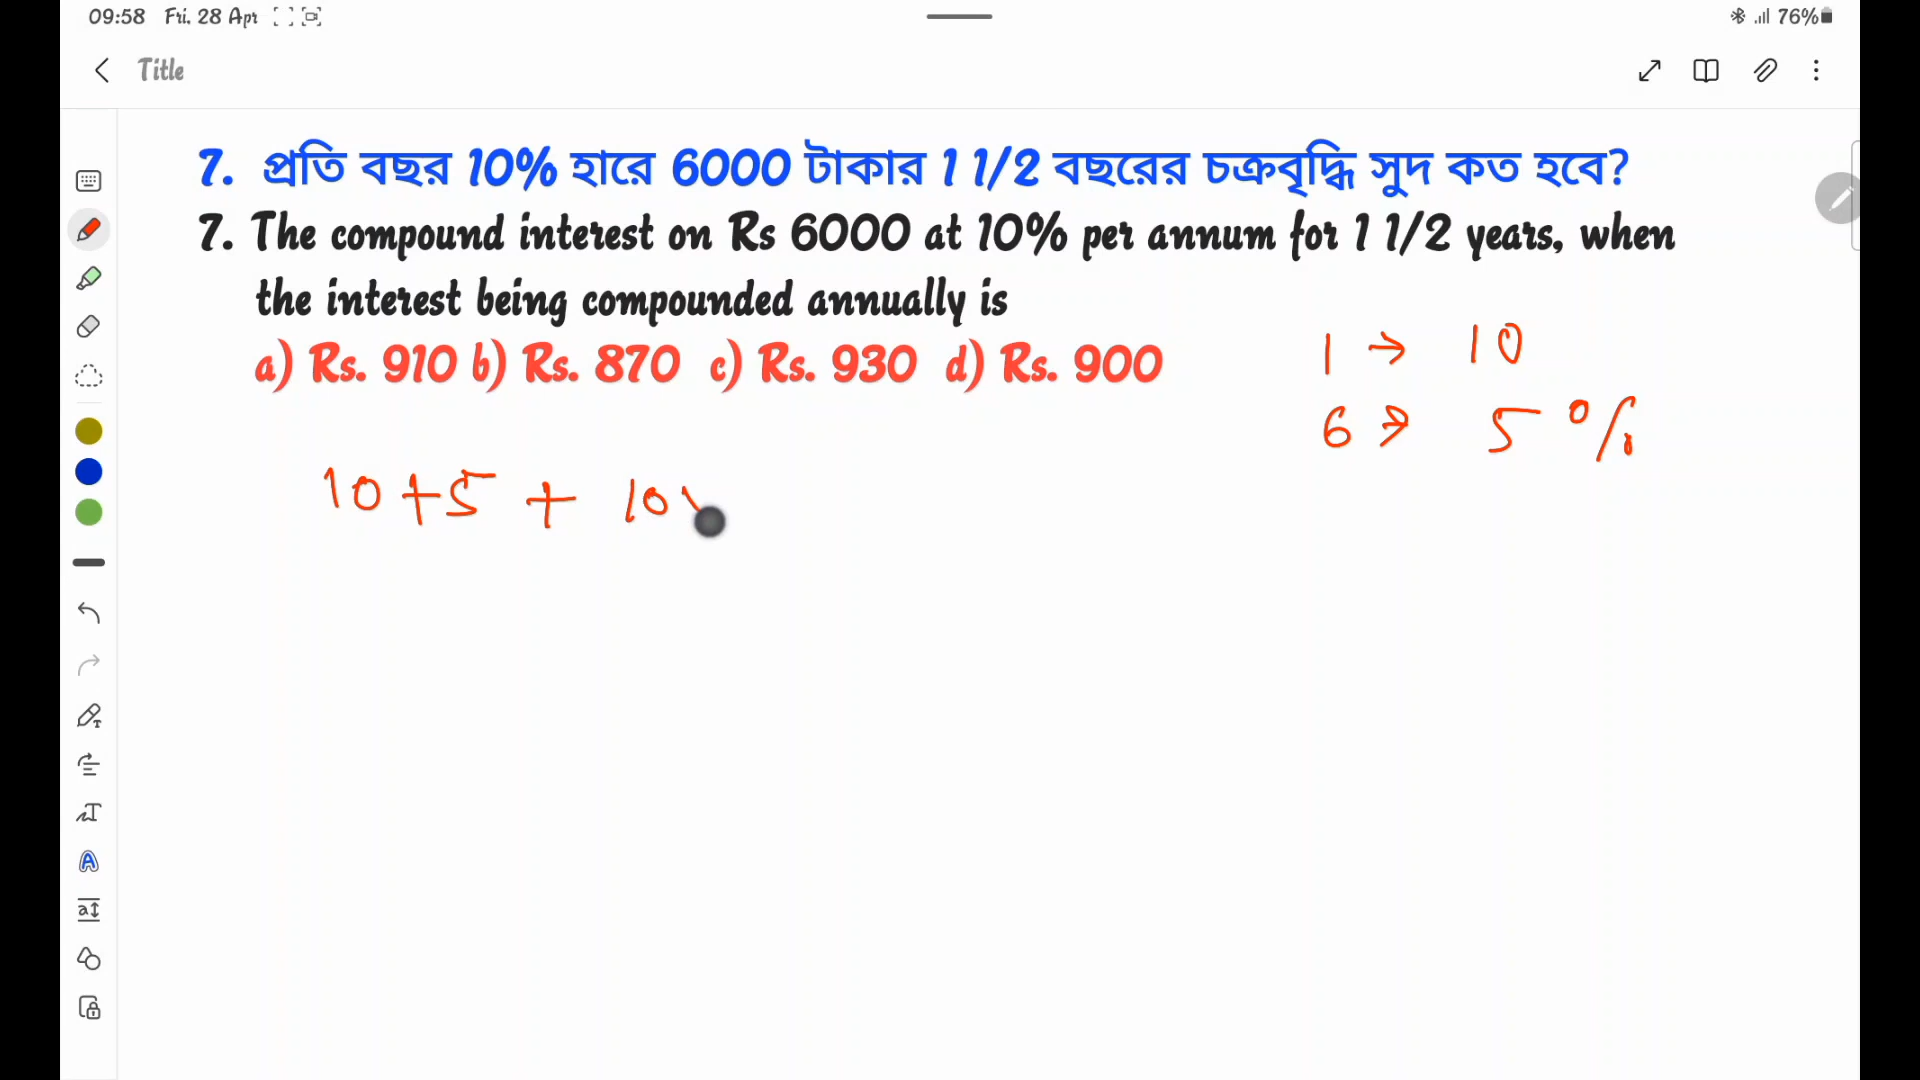 09:58 Fri. 28 Apr 76%
Title
7. প্রতি বছর 10% হারে 6000 টাকার 1 1/2 বছরের চক্রবৃদ্ধি সুদ কত হবে?
7. The compound interest on Rs 6000 at 10% per annum for 1 1/2 years, when
the interest being compounded annually is
a) Rs. 910 b) Rs. 870 c) Rs. 930 d) Rs. 900
1 → 10
6 → 5 %
10 + 5 + 10